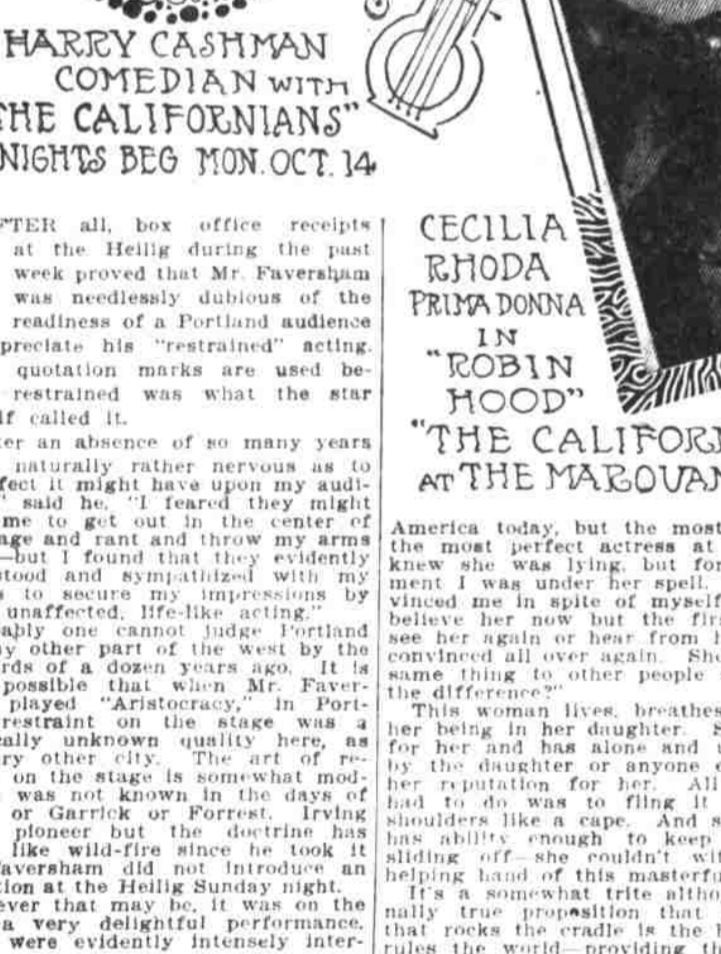 HARRY CASHMAN
COMEDIAN WITH
THE CALIFORNIANS"
NIGHTS BEG MON. OCT. 14
FTER all, box office receipts
at the Heilig during the past
week proved that Mr. Faversham
was needlessly dubious of the
readiness of a Portland audience
preciate his "restrained" acting.
quotation marks are used be-
restrained was what the star
lf called it.
ter an absence of so many years
naturally rather nervous as to
fect it might have upon my audi-
" said he, "I feared they might
me to get out in the center of
age and rant and throw my arms
—but I found that they evidently
stood and sympathized with my
s to secure my impressions by
unaffected, life-like acting."
ably one cannot judge Portland
ny other part of the west by the
rds of a dozen years ago. It is
possible that when Mr. Faver-
played "Aristocracy," in Port-
restraint on the stage was a
cally unknown quality here, as
ry other city. The art of re-
on the stage is somewhat mod-
was not known in the days of
or Garrick or Forrest. Irving
pioneer but the doctrine has
like wild-fire since he took it
Faversham did not introduce an
tion at the Heilig Sunday night.
ever that may be, it was on the
a very delightful performance.
were evidently intensely inter-
CECILIA
RHODA
PRIMA DONNA
IN
"ROBIN
HOOD"
"THE CALIFOR
AT THE MARQUAM
America today, but the most
the most perfect actress at
knew she was lying, but for
ment I was under her spell.
vinced me in spite of myself
believe her now but the firs
see her again or hear from h
convinced all over again. She
same thing to other people
the difference?"
This woman lives, breathes
her being in her daughter. S
for her and has alone and u
by the daughter or anyone e
her reputation for her. All
had to do was to fling it
shoulders like a cape. And s
has ability enough to keep
sliding off—she couldn't wit
helping hand of this masterfu
It's a somewhat trite altho
nally true proposition that
that rocks the cradle is the h
rules the world—providing th